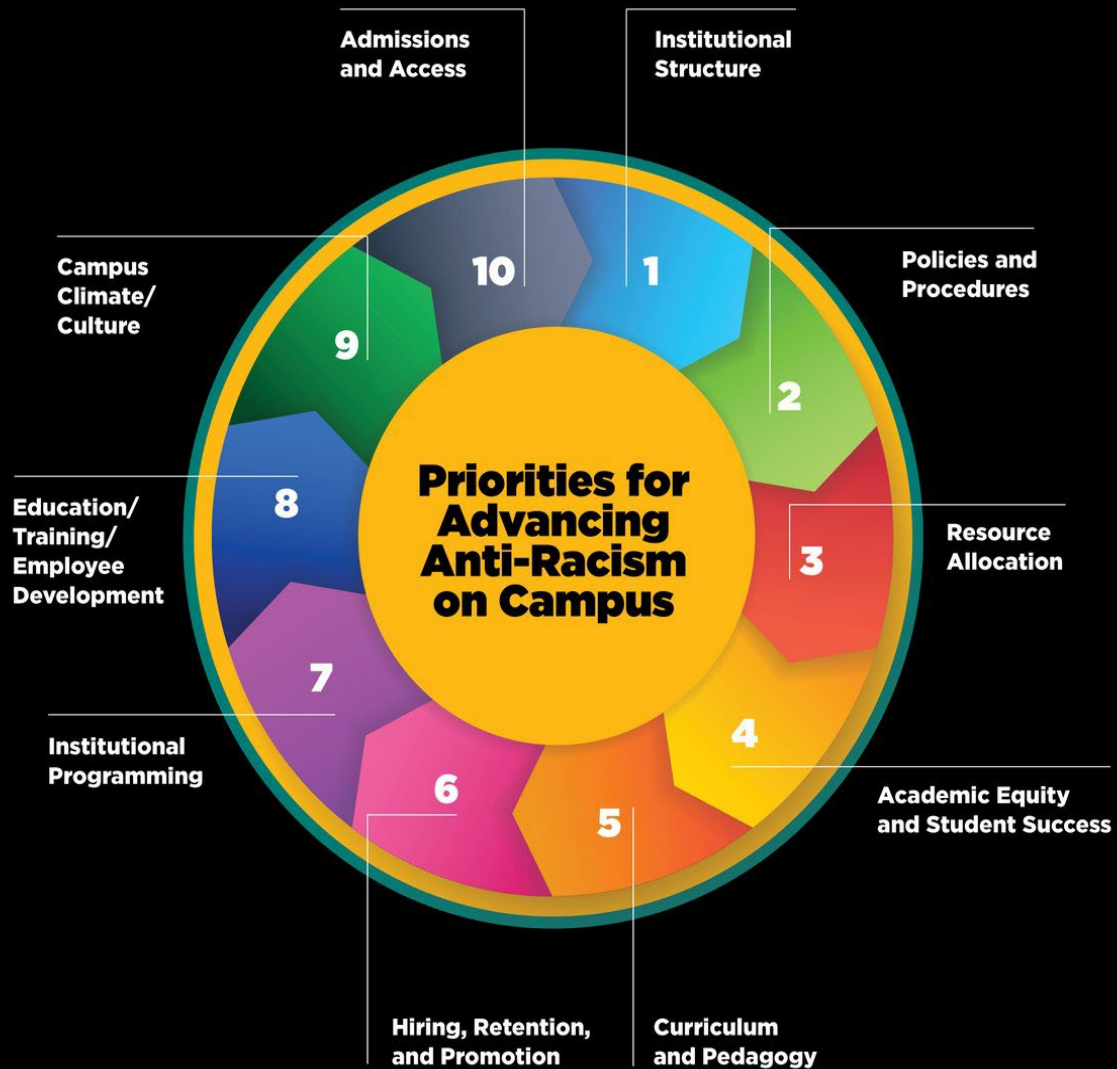 Priorities for
Advancing
Anti-Racism
on Campus
1
Institutional
Structure
2
Policies and
Procedures
3
Resource
Allocation
4
Academic Equity
and Student Success
5
Curriculum
and Pedagogy
6
Hiring, Retention,
and Promotion
7
Institutional
Programming
8
Education/
Training/
Employee
Development
9
Campus
Climate/
Culture
10
Admissions
and Access